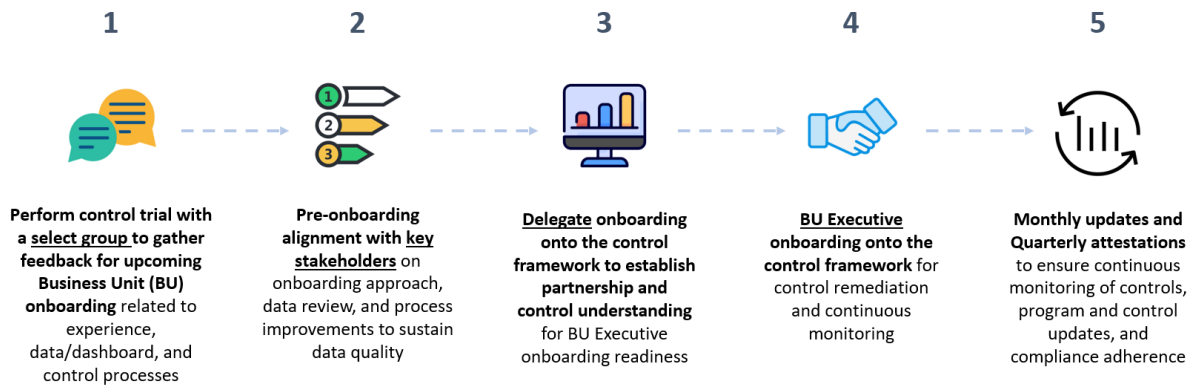 1
2
3
4
5
1
2
3
Perform control trial with
a select group to gather
feedback for upcoming
Business Unit (BU)
onboarding related to
experience,
data/dashboard, and
control processes
Pre-onboarding
alignment with key
stakeholders on
onboarding approach,
data review, and process
improvements to sustain
data quality
Delegate onboarding
onto the control
framework to establish
partnership and
control understanding
for BU Executive
onboarding readiness
BU Executive
onboarding onto the
control framework for
control remediation
and continuous
monitoring
Monthly updates and
Quarterly attestations
to ensure continuous
monitoring of controls,
program and control
updates, and
compliance adherence